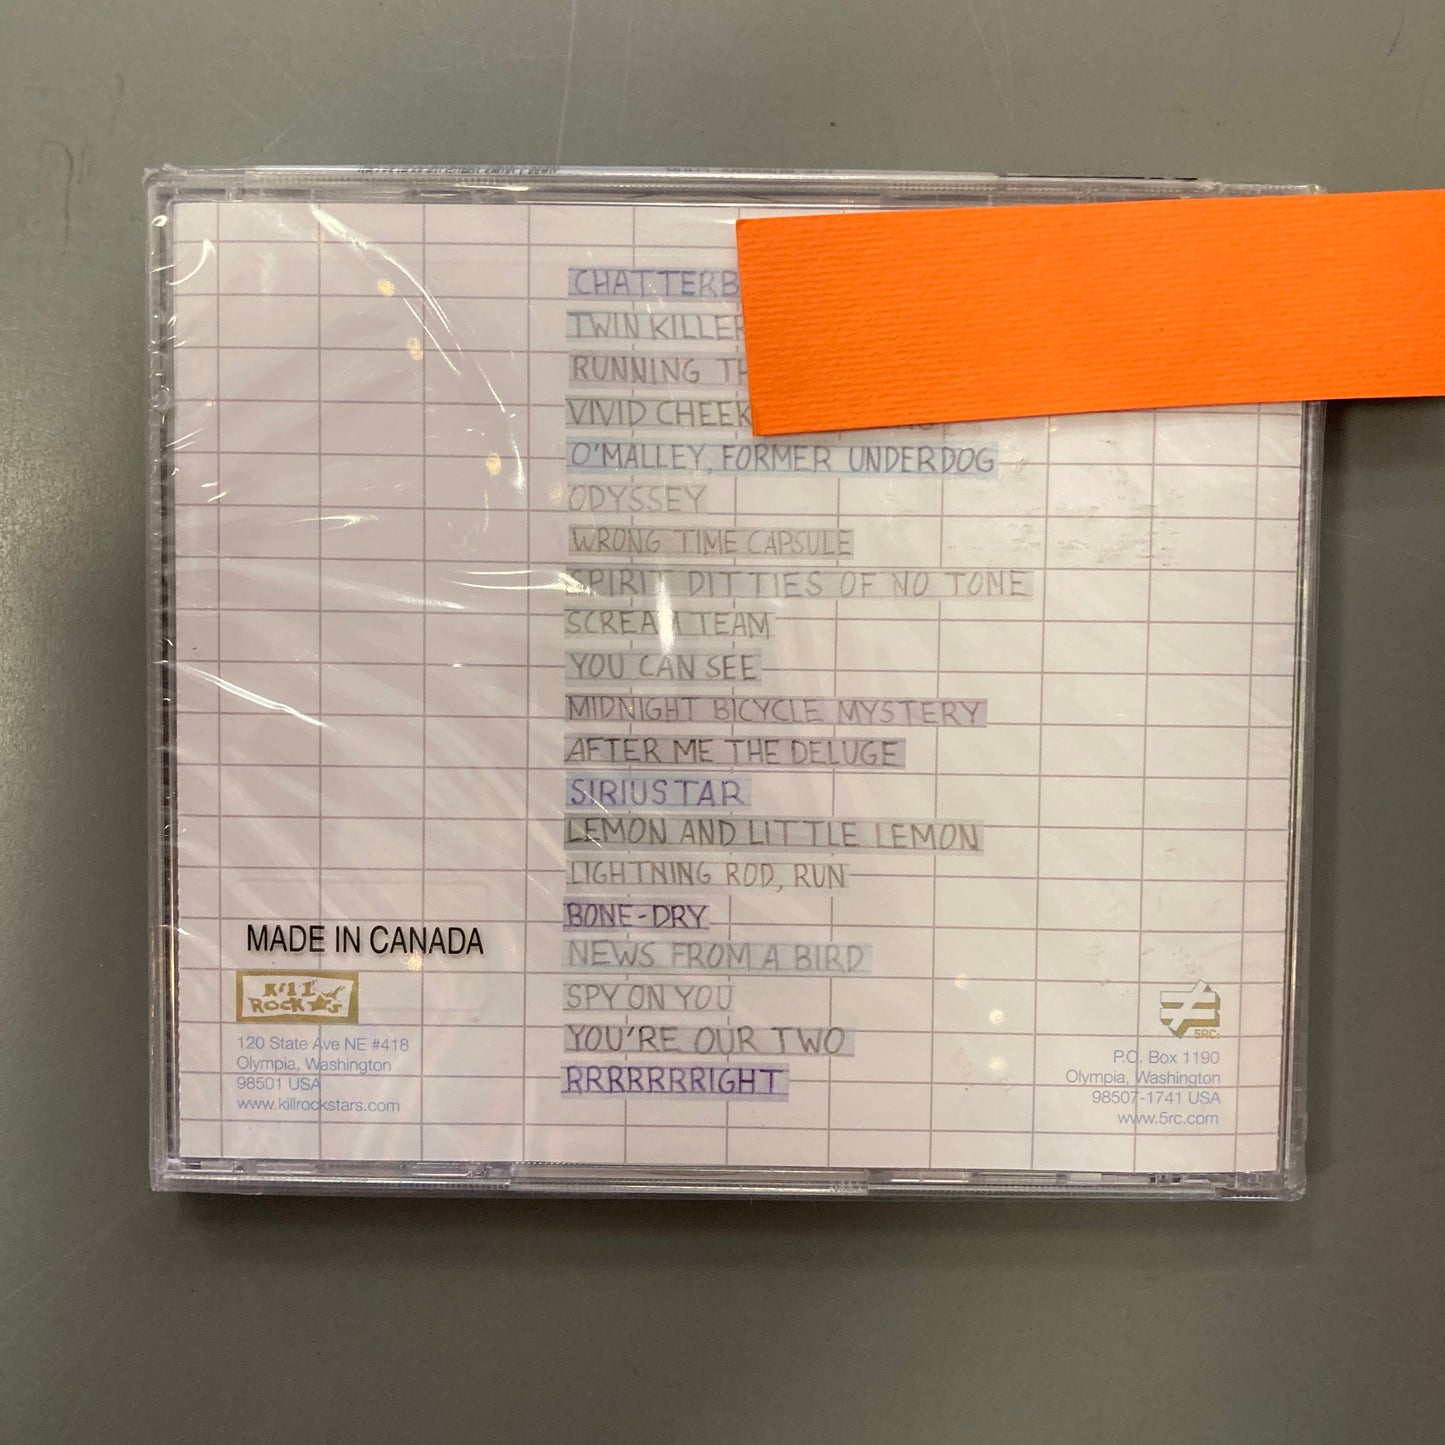 CHATTERB
TWIN KILLER
RUNNING TH
VIVID CHEEK
O'MALLEY, FORMER UNDERDOG
ODYSSEY
WRONG TIME CAPSULE
SPIRIT DITTIES OF NO TONE
SCREAM TEAM
YOU CAN SEE
MIDNIGHT BICYCLE MYSTERY
AFTER ME THE DELUGE
SIRIUSTAR
LEMON AND LITTLE LEMON
LIGHTNING ROD, RUN
BONE-DRY
NEWS FROM A BIRD
SPY ON YOU
YOU'RE OUR TWO
RRRRRRRIGHT
MADE IN CANADA
KILL
ROCK★S
120 State Ave NE #418
Olympia, Washington
98501 USA
www.killrockstars.com
5RC:
P.O. Box 1190
Olympia, Washington
98507-1741 USA
www.5rc.com